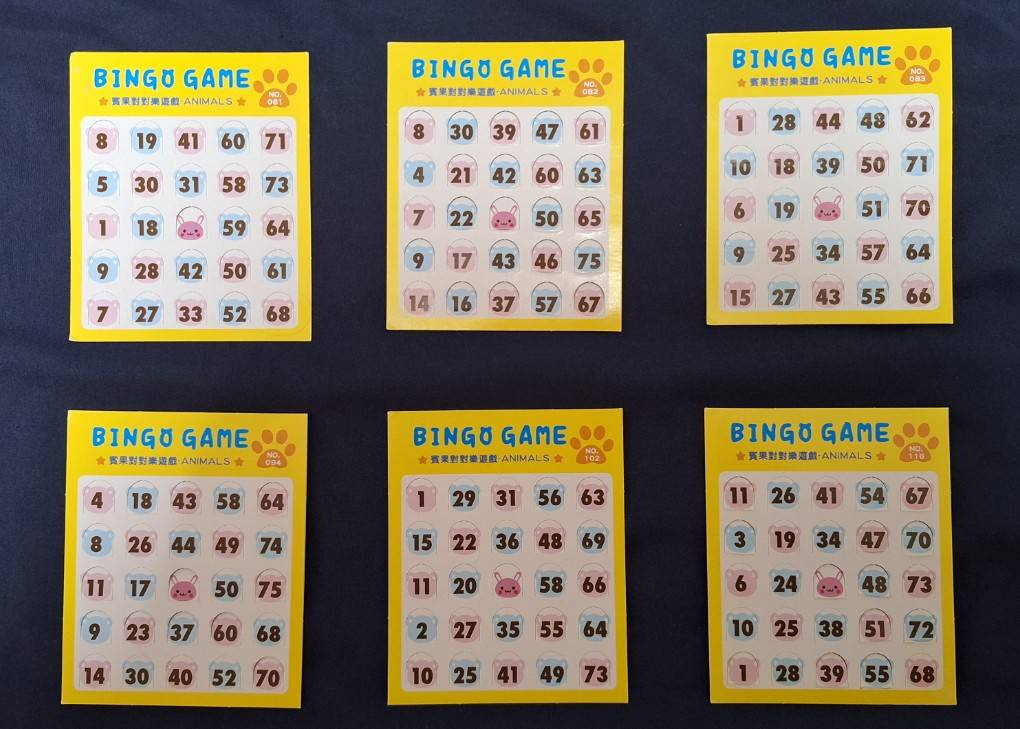 BINGO GAME
賓果對對樂遊戲·ANIMALS
NO.
081
8 19 41 60 71
5 30 31 58 73
1 18 59 64
9 28 42 50 61
7 27 33 52 68
BINGO GAME
賓果對對樂遊戲·ANIMALS
NO.
082
8 30 39 47 61
4 21 42 60 63
7 22 50 65
9 17 43 46 75
14 16 37 57 67
BINGO GAME
賓果對對樂遊戲·ANIMALS
NO.
083
1 28 44 48 62
10 18 39 50 71
6 19 51 70
9 25 34 57 64
15 27 43 55 66
BINGO GAME
賓果對對樂遊戲·ANIMALS
NO.
094
4 18 43 58 64
8 26 44 49 74
11 17 50 75
9 23 37 60 68
14 30 40 52 70
BINGO GAME
賓果對對樂遊戲·ANIMALS
NO.
102
1 29 31 56 63
15 22 36 48 69
11 20 58 66
2 27 35 55 64
10 25 41 49 73
BINGO GAME
賓果對對樂遊戲·ANIMALS
NO.
116
11 26 41 54 67
3 19 34 47 70
6 24 48 73
10 25 38 51 72
1 28 39 55 68